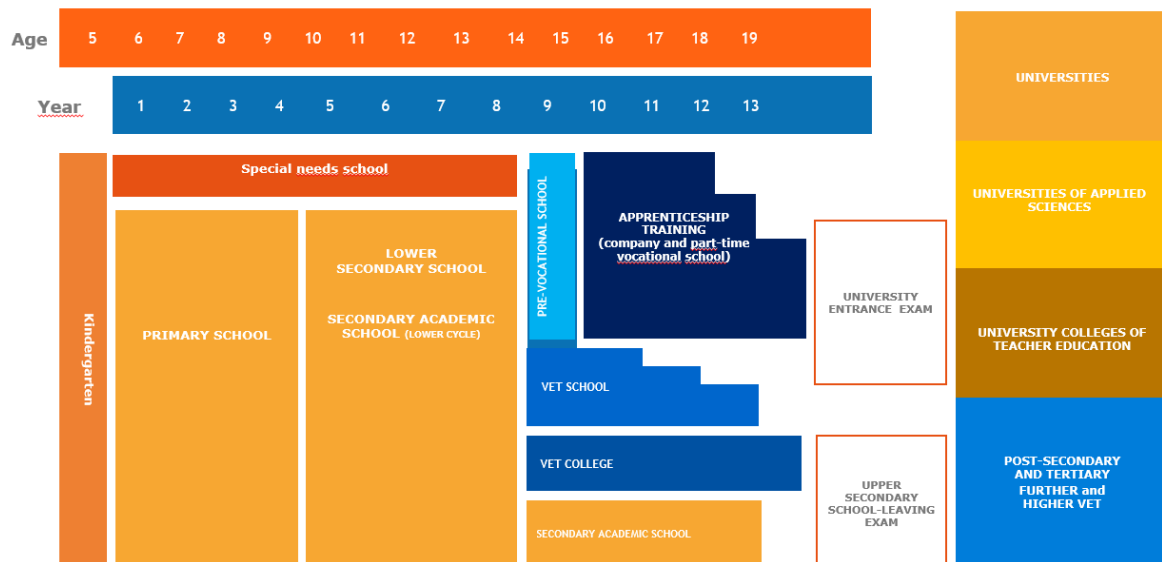 Age 5 6 7 8 9 10 11 12 13 14 15 16 17 18 19
Year 1 2 3 4 5 6 7 8 9 10 11 12 13
Kindergarten
Special needs school
PRIMARY SCHOOL
LOWER
SECONDARY SCHOOL
SECONDARY ACADEMIC
SCHOOL (LOWER CYCLE)
PRE-VOCATIONAL SCHOOL
APPRENTICESHIP
TRAINING
(company and part-time
vocational school)
VET SCHOOL
VET COLLEGE
SECONDARY ACADEMIC SCHOOL
UNIVERSITY
ENTRANCE EXAM
UPPER
SECONDARY
SCHOOL-LEAVING
EXAM
UNIVERSITIES
UNIVERSITIES OF APPLIED
SCIENCES
UNIVERSITY COLLEGES OF
TEACHER EDUCATION
POST-SECONDARY
AND TERTIARY
FURTHER and
HIGHER VET